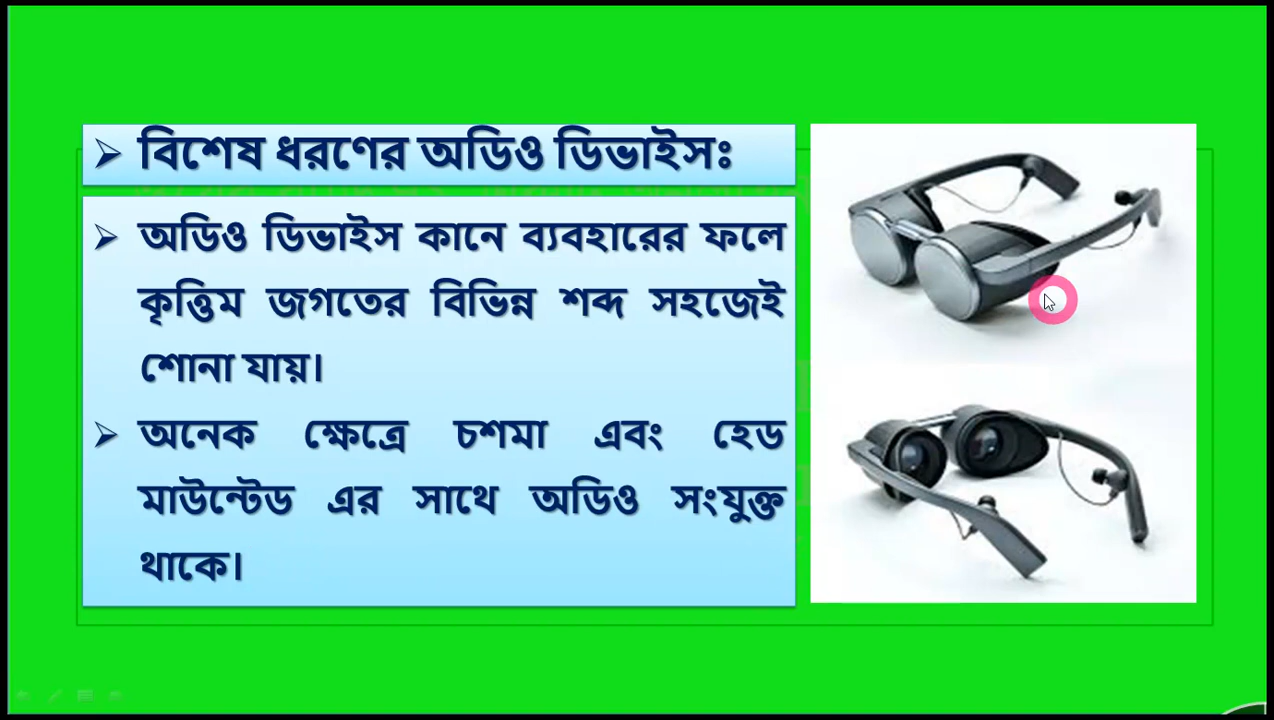 বিশেষ ধরণের অডিও ডিভাইসঃ
অডিও ডিভাইস কানে ব্যবহারের ফলে
কৃত্তিম জগতের বিভিন্ন শব্দ সহজেই
শোনা যায়।
অনেক ক্ষেত্রে চশমা এবং হেড
মাউন্টেড এর সাথে অডিও সংযুক্ত
থাকে।